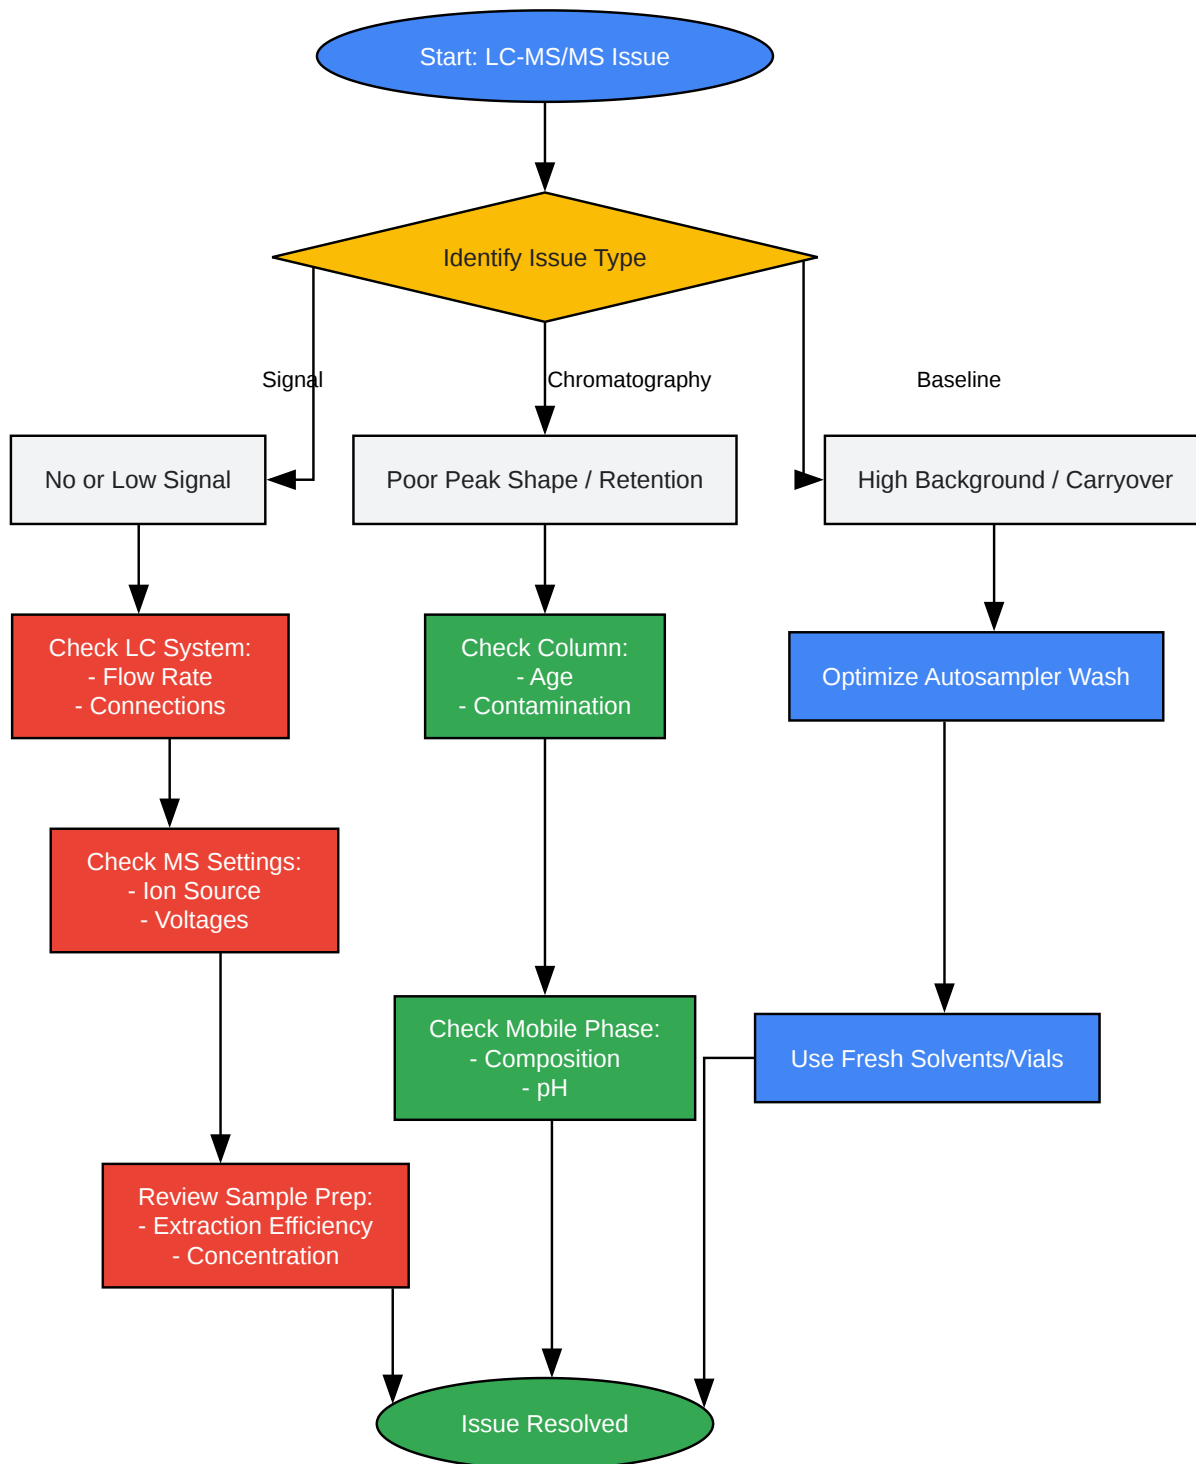 Start: LC-MS/MS Issue
Identify Issue Type
Signal
Chromatography
Baseline
No or Low Signal
Poor Peak Shape / Retention
High Background / Carryover
Check LC System:
- Flow Rate
- Connections
Check Column:
- Age
- Contamination
Optimize Autosampler Wash
Check MS Settings:
- Ion Source
- Voltages
Check Mobile Phase:
- Composition
- pH
Use Fresh Solvents/Vials
Review Sample Prep:
- Extraction Efficiency
- Concentration
Issue Resolved